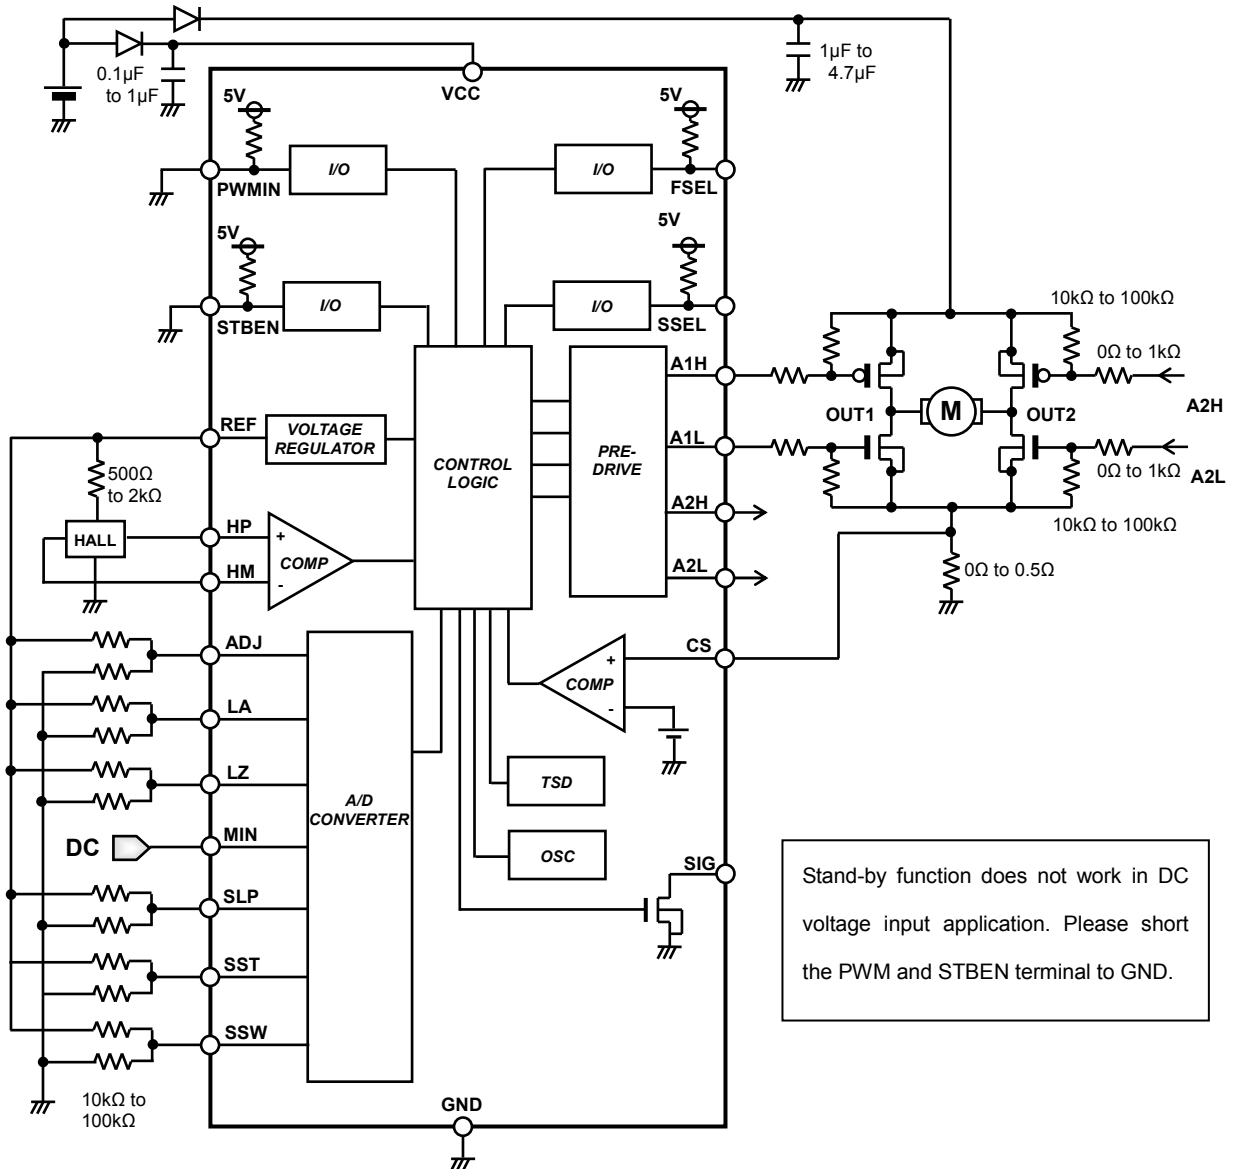 1µF to
4.7µF
0.1µF
to 1µF
VCC
5V
5V
I/O
I/O
PWMIN
FSEL
5V
5V
I/O
I/O
STBEN
SSEL
10kΩ to 100kΩ
0Ω to 1kΩ
A1H
A2H
OUT1
M
OUT2
REF
VOLTAGE
REGULATOR
A1L
CONTROL
LOGIC
PRE-
DRIVE
0Ω to 1kΩ
A2L
500Ω
to 2kΩ
A2H
10kΩ to 100kΩ
HP
HALL
+
COMP
-
HM
A2L
0Ω to 0.5Ω
ADJ
CS
+
COMP
-
LA
LZ
TSD
A/D
CONVERTER
DC
MIN
OSC
SIG
SLP
Stand-by function does not work in DC
voltage input application. Please short
the PWM and STBEN terminal to GND.
SST
SSW
10kΩ to
100kΩ
GND